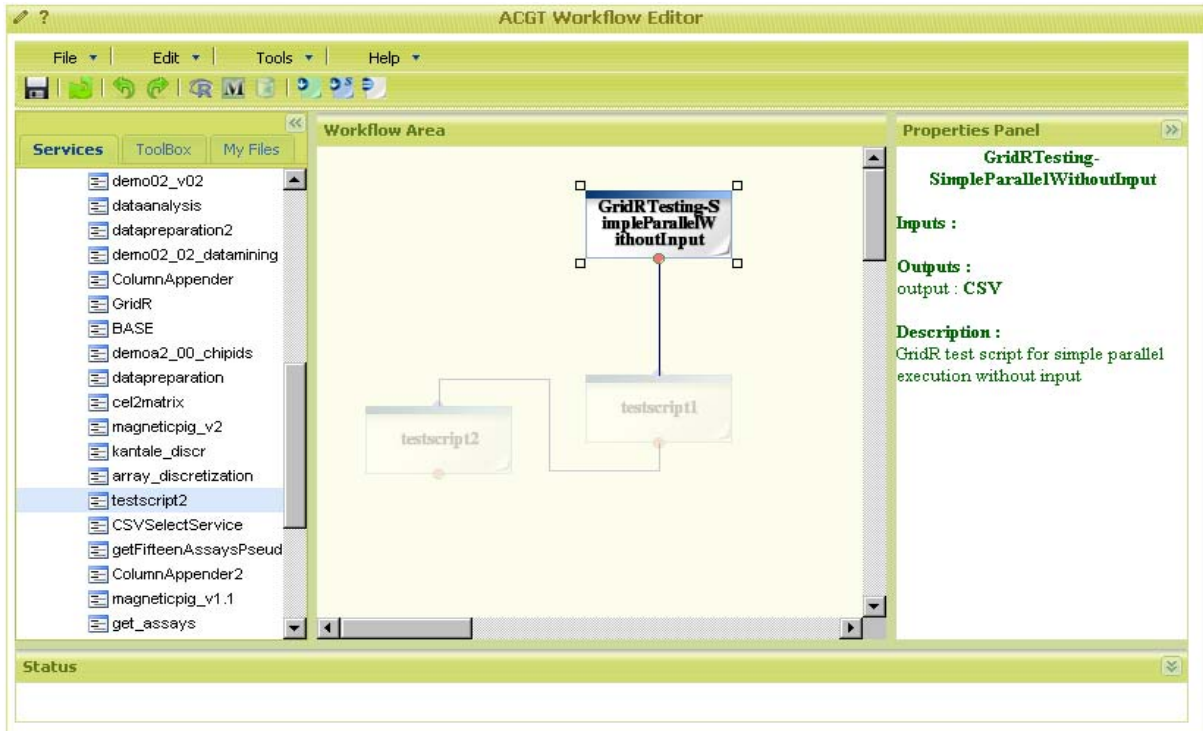 ?
ACGT Workflow Editor
File
Edit
Tools
Help
R M
S
Services
ToolBox
My Files
demo02_v02
dataanalysis
datapreparation2
demo02_02_datamining
ColumnAppender
GridR
BASE
demoa2_00_chipids
datapreparation
cel2matrix
magneticpig_v2
kantale_discr
array_discretization
testscript2
CSVSelectService
getFifteenAssaysPseud
ColumnAppender2
magneticpig_v1.1
get_assays
Workflow Area
GridRTesting-S
impleParallelW
ithoutInput
testscript1
testscript2
Properties Panel
GridRTesting-
SimpleParallelWithoutInput
Inputs :
Outputs :
output : CSV
Description :
GridR test script for simple parallel
execution without input
Status